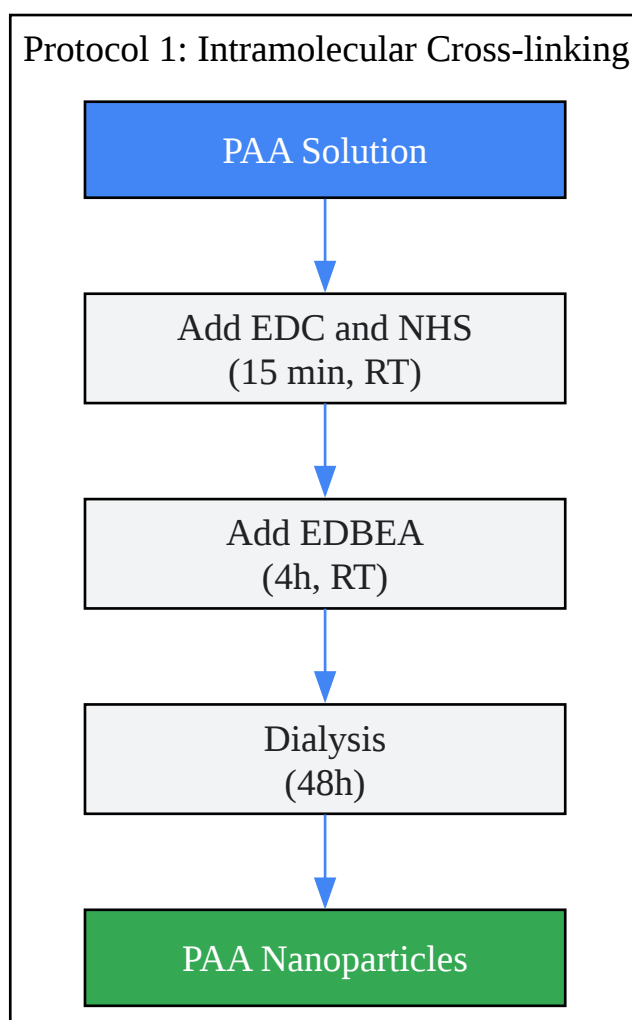 Protocol 1: Intramolecular Cross-linking
PAA Solution
Add EDC and NHS
(15 min, RT)
Add EDBEA
(4h, RT)
Dialysis
(48h)
PAA Nanoparticles